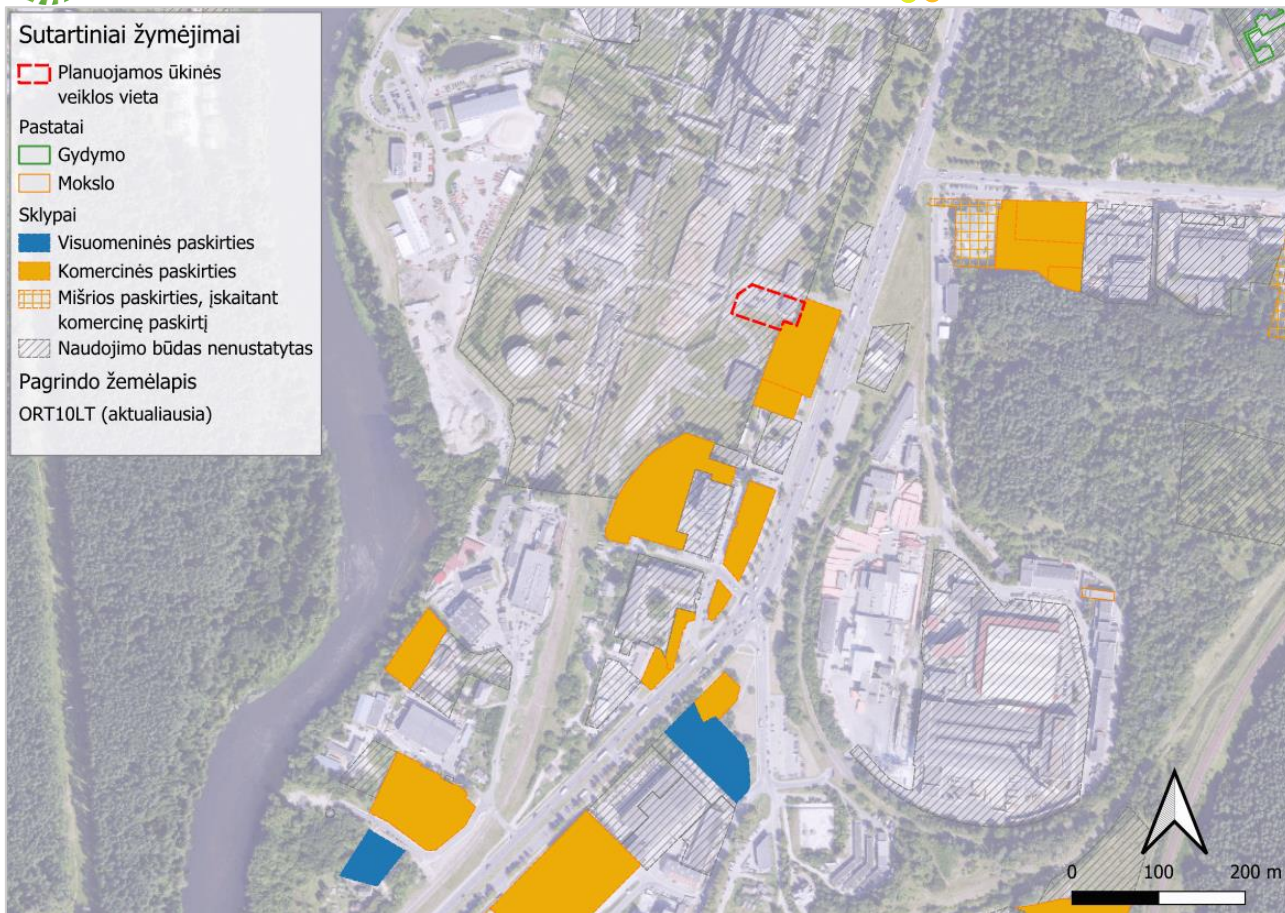 Sutartiniai žymėjimai
Planuojamos ūkinės
veiklos vieta
Pastatai
Gydymo
Mokslo
Sklypai
Visuomeninės paskirties
Komercinės paskirties
Mišrios paskirties, įskaitant
komercinę paskirtį
Naudojimo būdas nenustatytas
Pagrindo žemėlapis
ORT10LT (aktualiausia)
0 100 200 m